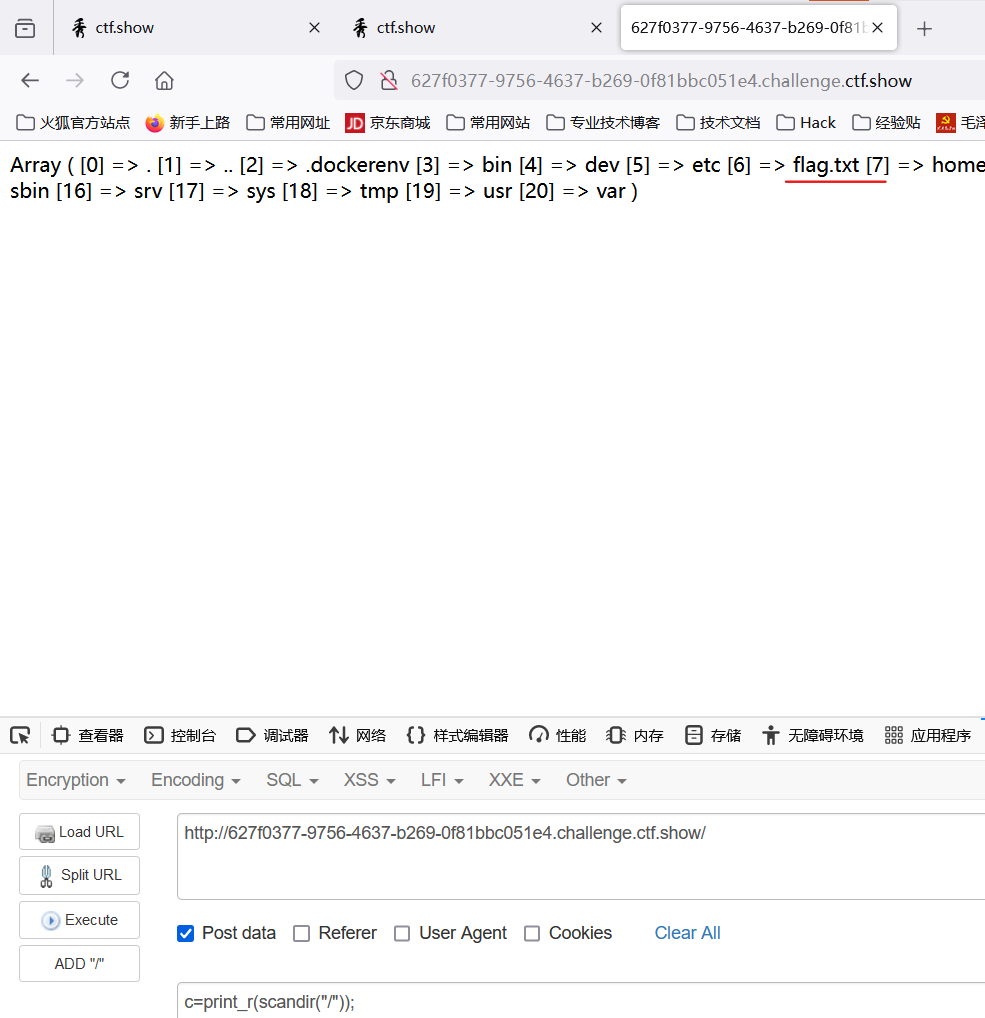 ctf.show
ctf.show
627f0377-9756-4637-b269-0f81b
627f0377-9756-4637-b269-0f81bbc051e4.challenge.ctf.show
火狐官方站点 新手上路 常用网址 JD 京东商城 常用网站 专业技术博客 技术文档 Hack 经验贴
Array ( [0] => . [1] => .. [2] => .dockerenv [3] => bin [4] => dev [5] => etc [6] => flag.txt [7] => home
sbin [16] => srv [17] => sys [18] => tmp [19] => usr [20] => var )
查看器 控制台 调试器 网络 样式编辑器 性能 内存 存储 无障碍环境 应用程序
Encryption Encoding SQL XSS LFI XXE Other
Load URL
http://627f0377-9756-4637-b269-0f81bbc051e4.challenge.ctf.show/
Split URL
Execute
Post data Referer User Agent Cookies Clear All
ADD "/"
c=print_r(scandir("/"));